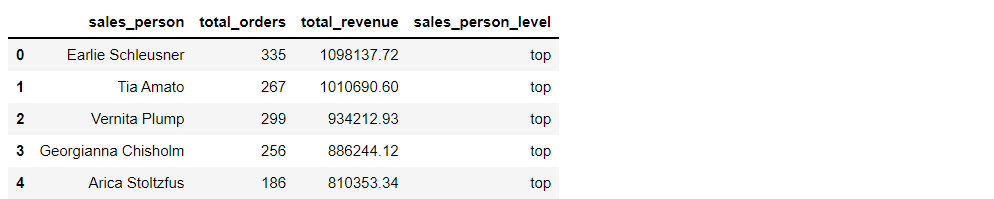 sales_person total_orders total_revenue sales_person_level
0 Earlie Schleusner 335 1098137.72 top
1 Tia Amato 267 1010690.60 top
2 Vernita Plump 299 934212.93 top
3 Georgianna Chisholm 256 886244.12 top
4 Arica Stoltzfus 186 810353.34 top